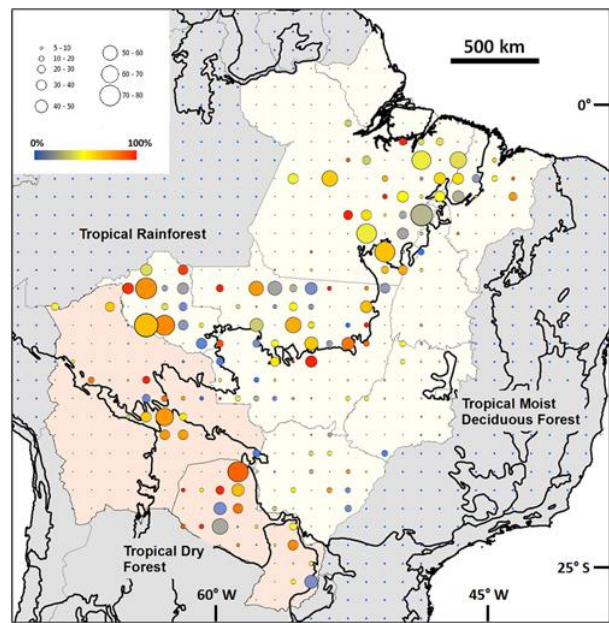 5 - 10
10 - 20
20 - 30
30 - 40
40 - 50
50 - 60
60 - 70
70 - 80
0%
100%
500 km
0°
Tropical Rainforest
Tropical Moist
Deciduous Forest
Tropical Dry
Forest
25° S
60° W
45° W